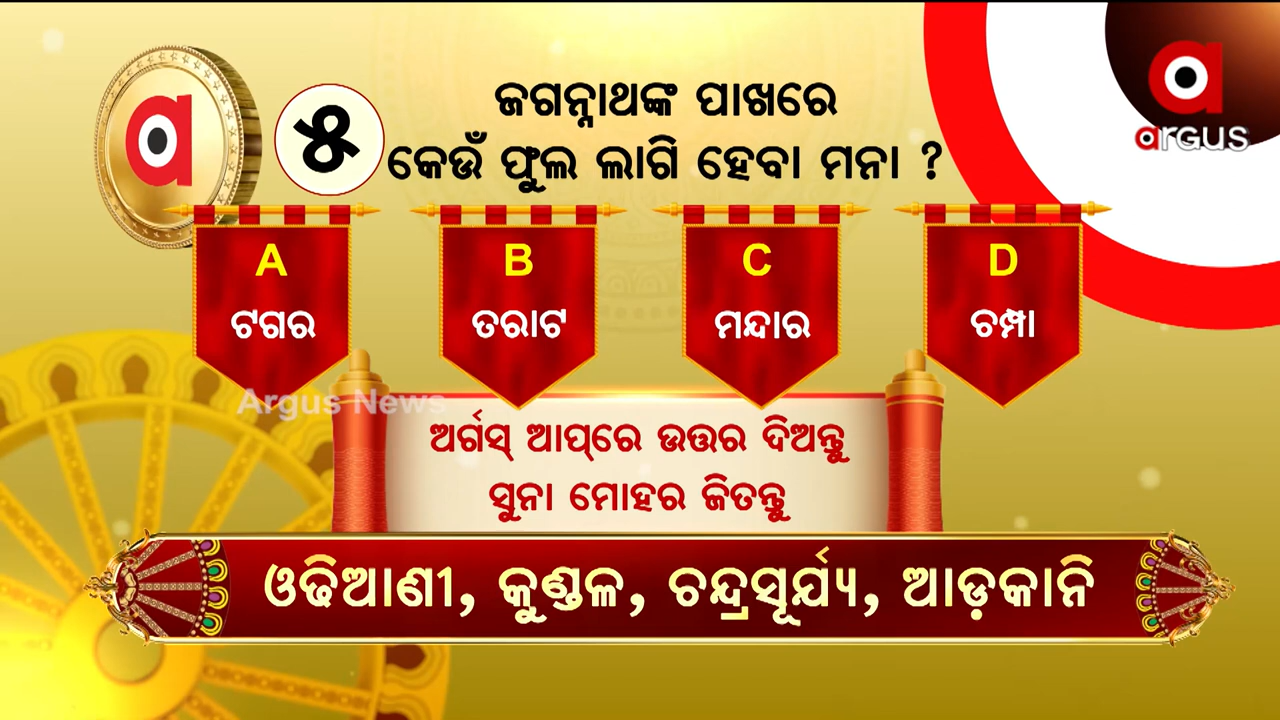 a
୫
ଜଗନ୍ନାଥଙ୍କ ପାଖରେ
କେଉଁ ଫୁଲ ଲାଗି ହେବା ମନା ?
a
argus
A
ଟଗର
B
ତରାଟ
C
ମନ୍ଦାର
D
ଚମ୍ପା
Argus News
ଅର୍ଗସ୍ ଆପ୍‌ରେ ଉତ୍ତର ଦିଅନ୍ତୁ
ସୁନା ମୋହର ଜିତନ୍ତୁ
ଓଢିଆଣୀ, କୁଣ୍ଡଳ, ଚନ୍ଦ୍ରସୂର୍ଯ୍ୟ, ଆଡ଼କାନି